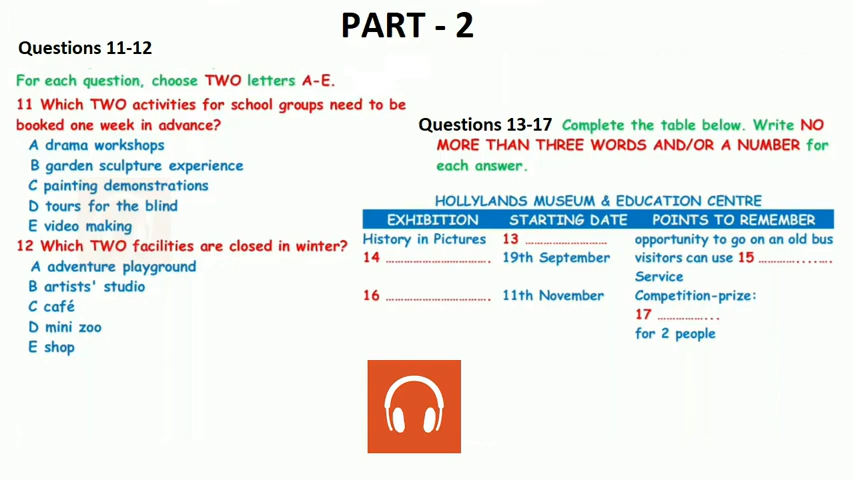 PART - 2
Questions 11-12
For each question, choose TWO letters A-E.
11 Which TWO activities for school groups need to be
booked one week in advance?
A drama workshops
B garden sculpture experience
C painting demonstrations
D tours for the blind
E video making
12 Which TWO facilities are closed in winter?
A adventure playground
B artists' studio
C café
D mini zoo
E shop
Questions 13-17 Complete the table below. Write NO
MORE THAN THREE WORDS AND/OR A NUMBER for
each answer.
HOLLYLANDS MUSEUM & EDUCATION CENTRE
EXHIBITION STARTING DATE POINTS TO REMEMBER
History in Pictures 13 ........................ opportunity to go on an old bus
14 ................................ 19th September visitors can use 15 .....................
Service
16 ................................ 11th November Competition-prize:
17 ..................
for 2 people